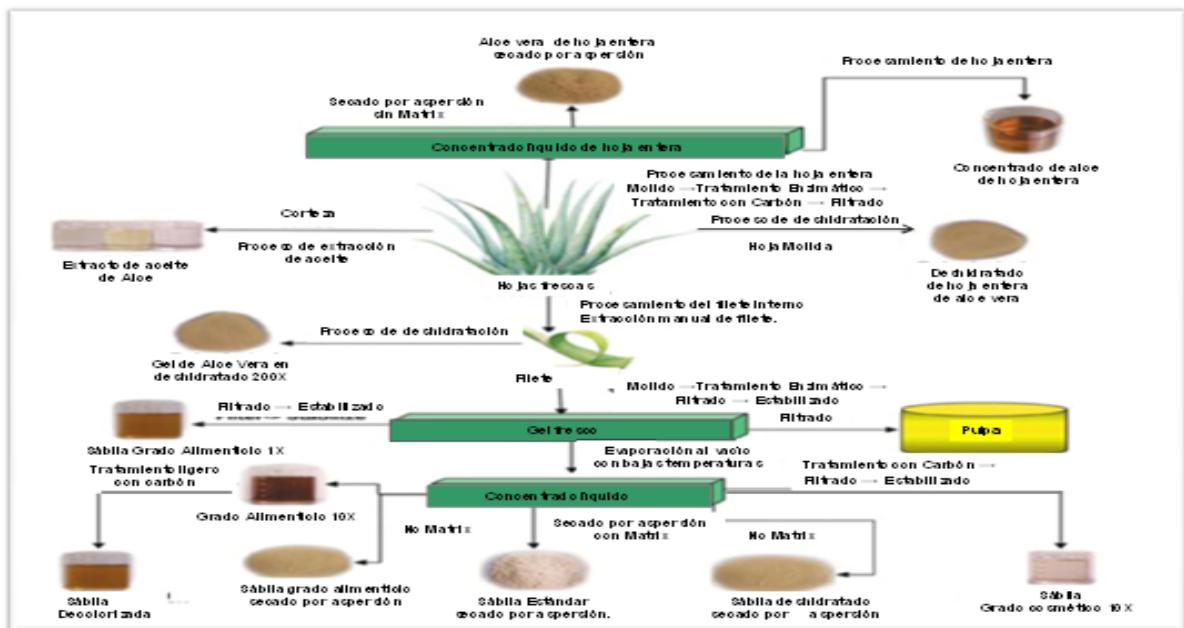 Aloe vera de hoja entera
secado por aspersión
Procesamiento de hoja entera
Secado por aspersión
sin Matrix
Concentrado líquido de hoja entera
Concentrado de aloe
de hoja entera
Procesamiento de la hoja entera
Molido → Tratamiento Enzimático →
Tratamiento con Carbón → Filtrado
Corteza
Proceso de extracción
de aceite
Extracto de aceite
de Aloe
Proceso de deshidratación
Hoja Molida
Deshidratado
de hoja entera
de aloe vera
Hojas frescas
Procesamiento del filete interno
Extracción manual de filete.
Proceso de deshidratación
Gel de Aloe Vera en
deshidratado 200X
Filete
Molido → Tratamiento Enzimático →
Filtrado → Estabilizado
Filtrado → Estabilizado
Sábila Grado Alimenticio 1X
Gel fresco
Filtrado
Pulpa
Evaporación al vacío
con bajas temperaturas
Tratamiento ligero
con carbón
Tratamiento con Carbón →
Filtrado → Estabilizado
Concentrado líquido
Grado Alimenticio 10X
No Matrix
Secado por aspersión
con Matrix
No Matrix
Sábila
Decolorizada
Sábila grado alimenticio
secado por aspersión
Sábila Estándar
secado por aspersión.
Sábila deshidratado
secado por aspersión
Sábila
Grado cosmético 10X